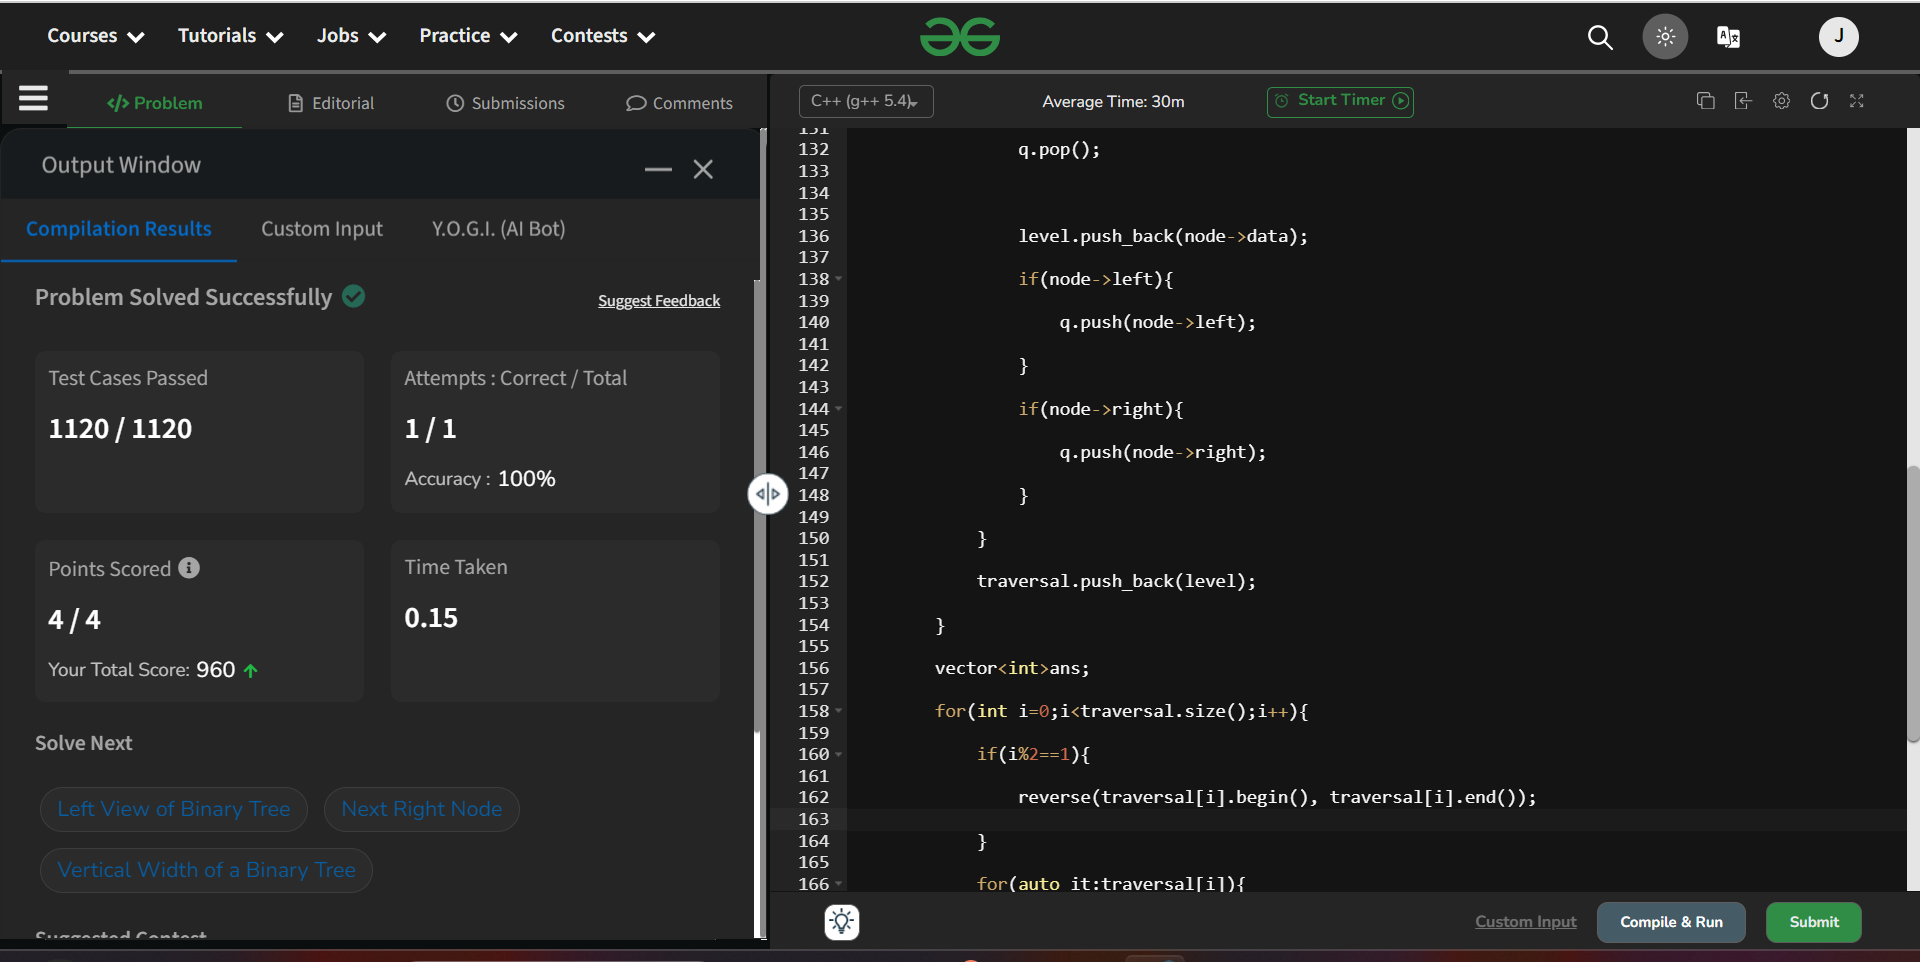 Courses Tutorials Jobs Practice Contests J
</> Problem Editorial Submissions Comments
Output Window
Compilation Results Custom Input Y.O.G.I. (AI Bot)
Problem Solved Successfully Suggest Feedback
Test Cases Passed
1120 / 1120
Attempts : Correct / Total
1 / 1
Accuracy : 100%
Points Scored
4 / 4
Your Total Score: 960
Time Taken
0.15
Solve Next
Left View of Binary Tree
Next Right Node
Vertical Width of a Binary Tree
Suggested Contest
C++ (g++ 5.4) Average Time: 30m Start Timer
131
132 q.pop();
133
134
135
136 level.push_back(node->data);
137
138 if(node->left){
139
140 q.push(node->left);
141
142 }
143
144 if(node->right){
145
146 q.push(node->right);
147
148 }
149
150 }
151
152 traversal.push_back(level);
153
154 }
155
156 vector<int>ans;
157
158 for(int i=0;i<traversal.size();i++){
159
160 if(i%2==1){
161
162 reverse(traversal[i].begin(), traversal[i].end());
163
164 }
165
166 for(auto it:traversal[i]){
Custom Input Compile & Run Submit